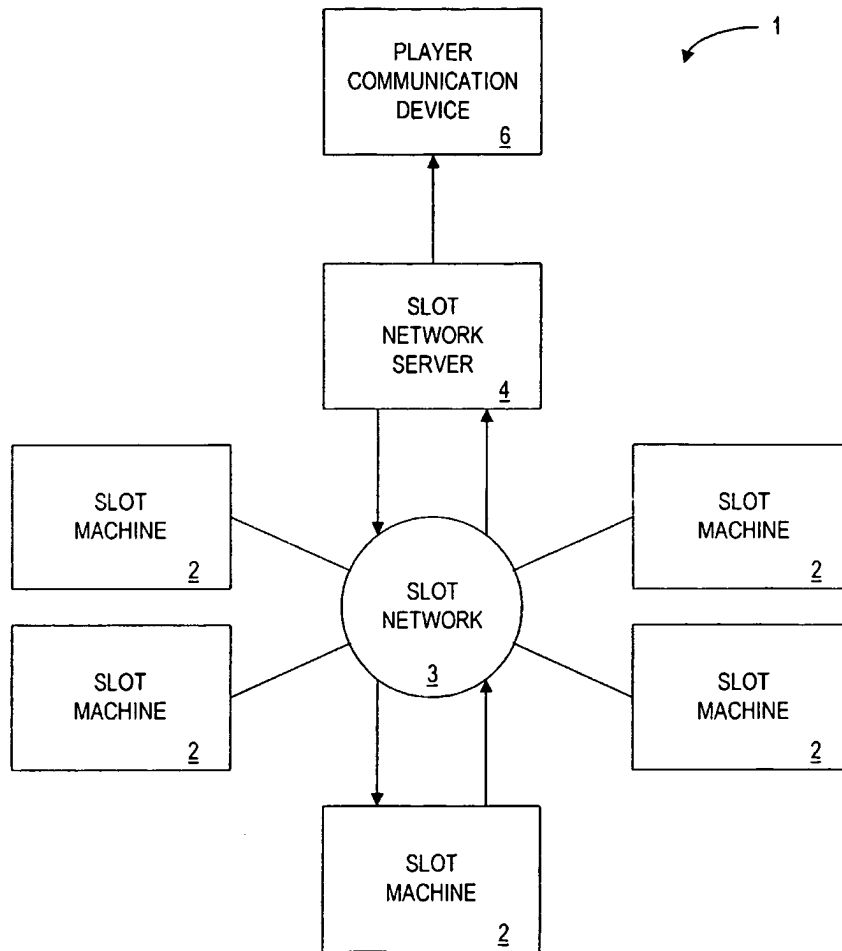 1
PLAYER
COMMUNICATION
DEVICE
6
SLOT
NETWORK
SERVER
4
SLOT
MACHINE
2
SLOT
MACHINE
2
SLOT
NETWORK
3
SLOT
MACHINE
2
SLOT
MACHINE
2
SLOT
MACHINE
2